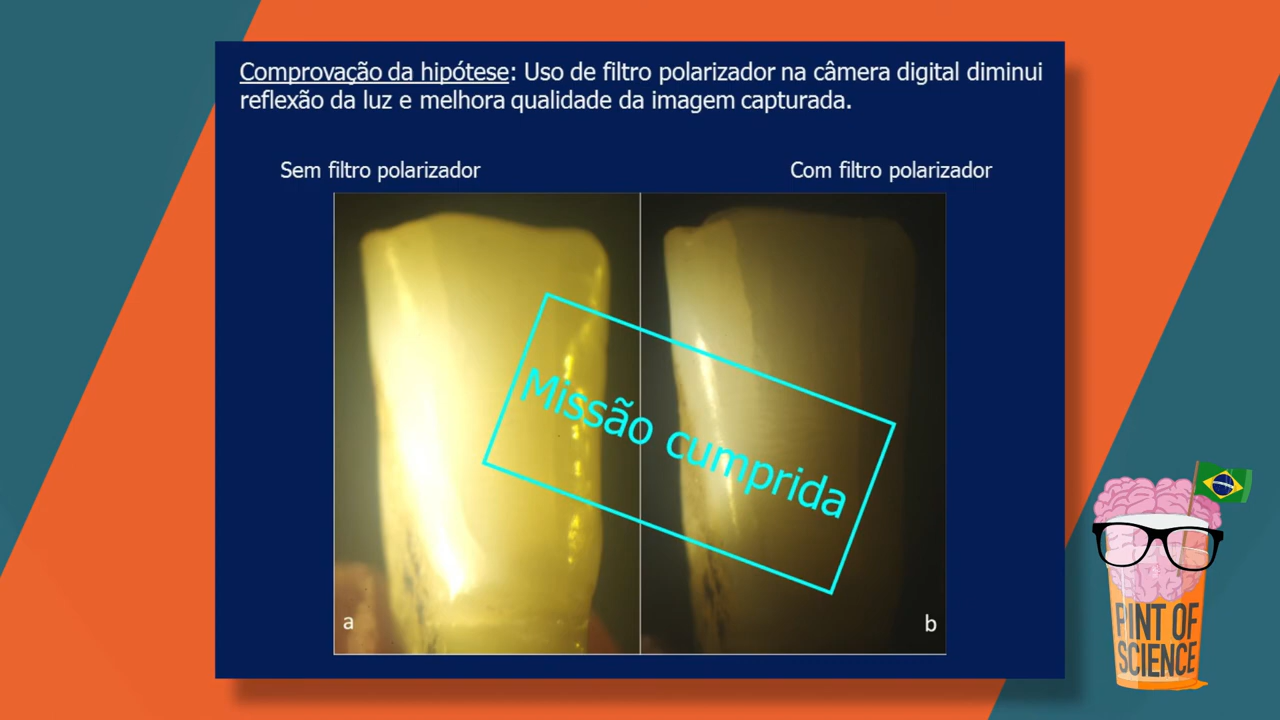 Comprovação da hipótese: Uso de filtro polarizador na câmera digital diminui
reflexão da luz e melhora qualidade da imagem capturada.
Sem filtro polarizador
Com filtro polarizador
Missão cumprida
a
b
PINT OF
SCIENCE